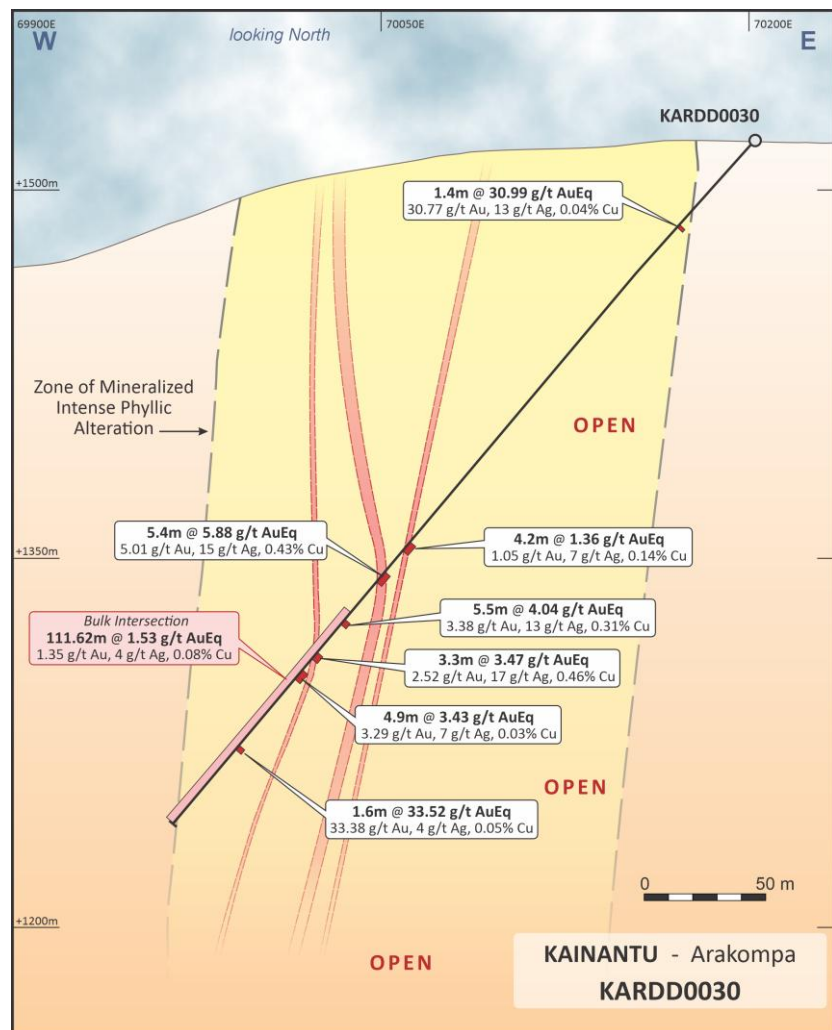 69900E
70050E
70200E
W
looking North
E
KARDD0030
+1500m
1.4m @ 30.99 g/t AuEq
30.77 g/t Au, 13 g/t Ag, 0.04% Cu
Zone of Mineralized
Intense Phyllic
Alteration
OPEN
5.4m @ 5.88 g/t AuEq
5.01 g/t Au, 15 g/t Ag, 0.43% Cu
4.2m @ 1.36 g/t AuEq
1.05 g/t Au, 7 g/t Ag, 0.14% Cu
+1350m
5.5m @ 4.04 g/t AuEq
3.38 g/t Au, 13 g/t Ag, 0.31% Cu
Bulk Intersection
111.62m @ 1.53 g/t AuEq
1.35 g/t Au, 4 g/t Ag, 0.08% Cu
3.3m @ 3.47 g/t AuEq
2.52 g/t Au, 17 g/t Ag, 0.46% Cu
4.9m @ 3.43 g/t AuEq
3.29 g/t Au, 7 g/t Ag, 0.03% Cu
OPEN
1.6m @ 33.52 g/t AuEq
33.38 g/t Au, 4 g/t Ag, 0.05% Cu
0 50 m
+1200m
OPEN
KAINANTU - Arakompa
KARDD0030